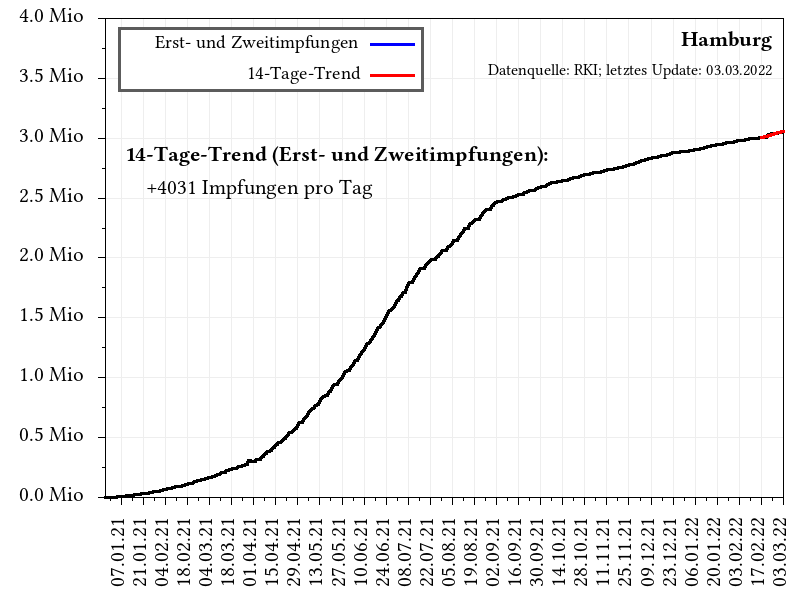 4.0 Mio
3.5 Mio
3.0 Mio
2.5 Mio
2.0 Mio
1.5 Mio
1.0 Mio
0.5 Mio
0.0 Mio
Erst- und Zweitimpfungen
14-Tage-Trend
Hamburg
Datenquelle: RKI; letztes Update: 03.03.2022
14-Tage-Trend (Erst- und Zweitimpfungen):
+4031 Impfungen pro Tag
07.01.21
21.01.21
04.02.21
18.02.21
04.03.21
18.03.21
01.04.21
15.04.21
29.04.21
13.05.21
27.05.21
10.06.21
24.06.21
08.07.21
22.07.21
05.08.21
19.08.21
02.09.21
16.09.21
30.09.21
14.10.21
28.10.21
11.11.21
25.11.21
09.12.21
23.12.21
06.01.22
20.01.22
03.02.22
17.02.22
03.03.22